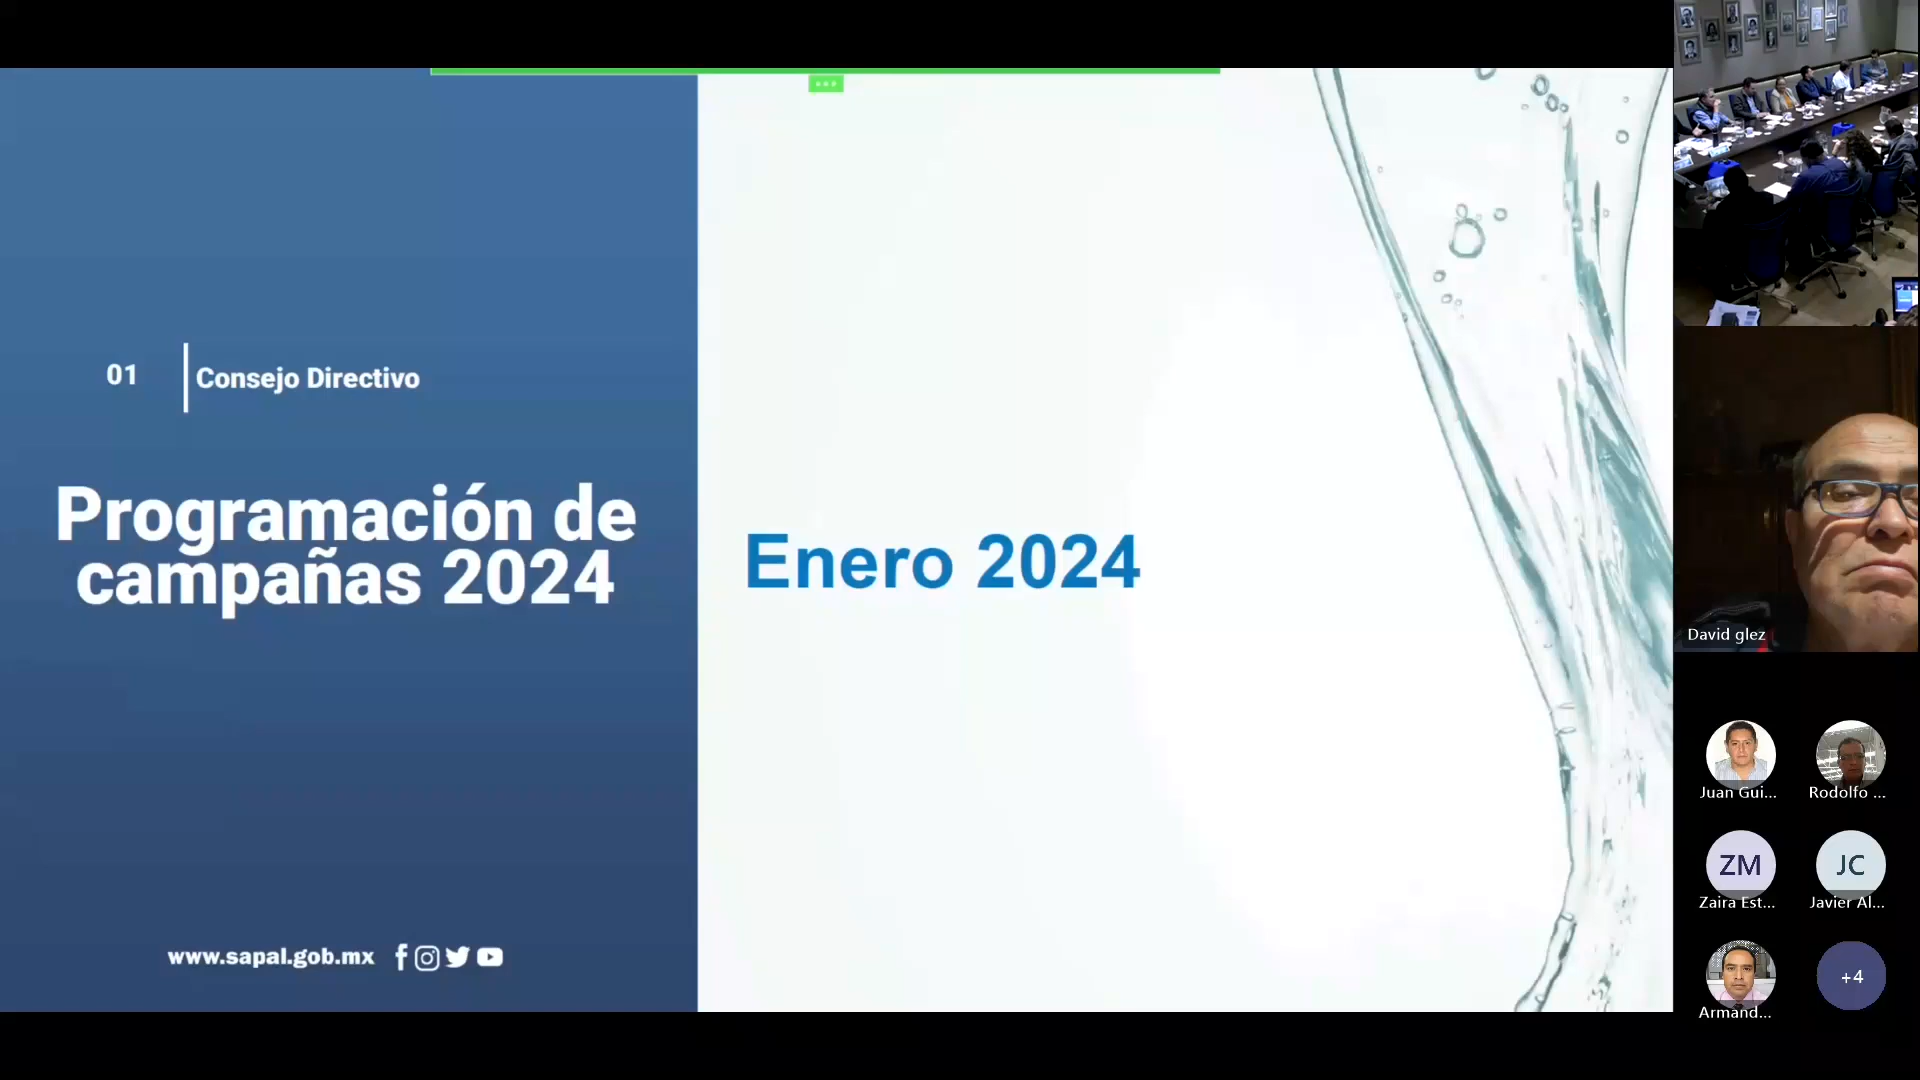 01
Consejo Directivo
Programación de
campañas 2024
www.sapal.gob.mx
Enero 2024
David glez
Juan Gui...
Rodolfo ...
ZM
JC
Zaira Est...
Javier Al...
Armand...
+4